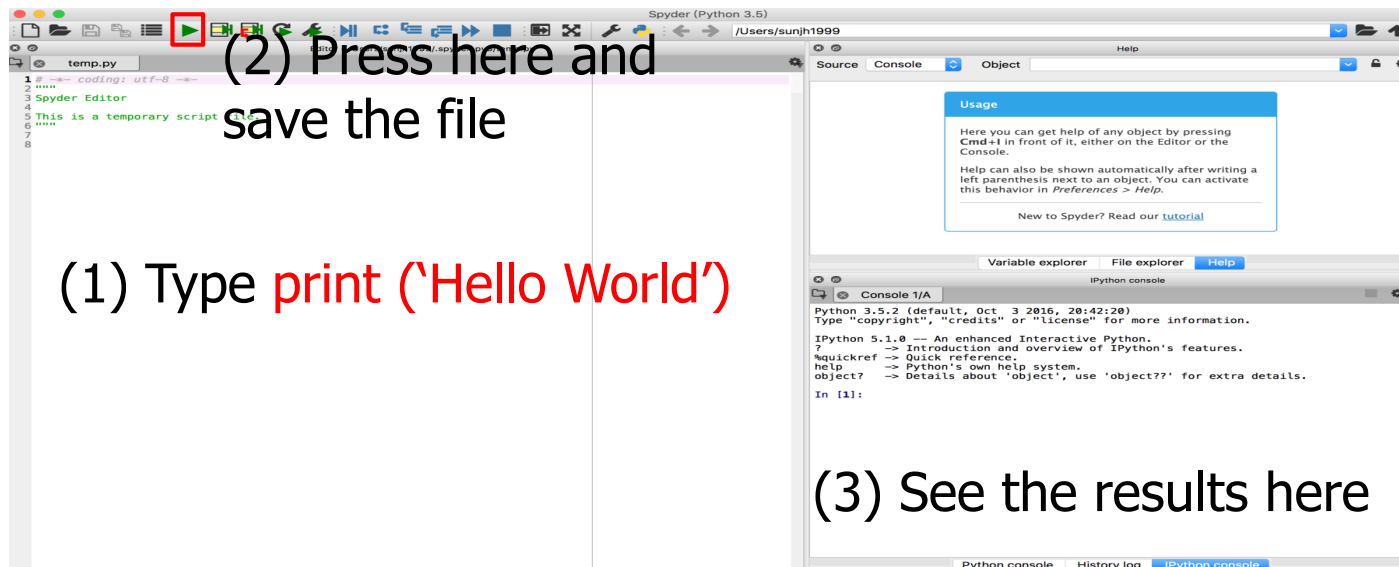 Spyder (Python 3.5)
/Users/sunjh1999
temp.py
(2) Press here and
save the file
1 # -*- coding: utf-8 -*-
2 """
3 Spyder Editor
4
5 This is a temporary script file.
6 """
7
8
(1) Type print (‘Hello World’)
Help
Source Console Object
Usage
Here you can get help of any object by pressing
Cmd+I in front of it, either on the Editor or the
Console.
Help can also be shown automatically after writing a
left parenthesis next to an object. You can activate
this behavior in Preferences > Help.
New to Spyder? Read our tutorial
Variable explorer File explorer Help
IPython console
Console 1/A
Python 3.5.2 (default, Oct 3 2016, 20:42:20)
Type "copyright", "credits" or "license" for more information.
IPython 5.1.0 -- An enhanced Interactive Python.
? -> Introduction and overview of IPython's features.
%quickref -> Quick reference.
help -> Python's own help system.
object? -> Details about 'object', use 'object??' for extra details.
In [1]:
(3) See the results here
Python console History log IPython console